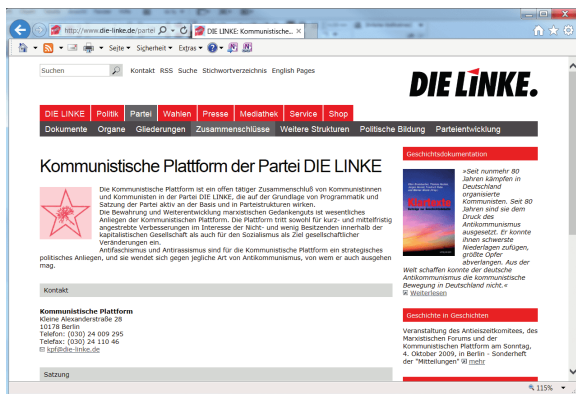 http://www.die-linke.de/partei
DIE LINKE: Kommunistische...
Seite Sicherheit Extras
Suchen Kontakt RSS Suche Stichwortverzeichnis English Pages
DIE LINKE.
DIE LINKE Politik Partei Wahlen Presse Mediathek Service Shop
Dokumente Organe Gliederungen Zusammenschlüsse Weitere Strukturen Politische Bildung Parteientwicklung
Kommunistische Plattform der Partei DIE LINKE
Die Kommunistische Plattform ist ein offen tätiger Zusammenschluß von Kommunistinnen
und Kommunisten in der Partei DIE LINKE, die auf der Grundlage von Programmatik und
Satzung der Partei aktiv an der Basis und in Parteistrukturen wirken.
Die Bewahrung und Weiterentwicklung marxistischen Gedankenguts ist wesentliches
Anliegen der Kommunistischen Plattform. Die Plattform tritt sowohl für kurz- und mittelfristig
angestrebte Verbesserungen im Interesse der Nicht- und wenig Besitzenden innerhalb der
kapitalistischen Gesellschaft als auch für den Sozialismus als Ziel gesellschaftlicher
Veränderungen ein.
Antifaschismus und Antirassismus sind für die Kommunistische Plattform ein strategisches
politisches Anliegen, und sie wendet sich gegen jegliche Art von Antikommunismus, von wem er auch ausgehen
mag.
Kontakt
Kommunistische Plattform
Kleine Alexanderstraße 28
10178 Berlin
Telefon: (030) 24 009 295
Telefax: (030) 24 110 46
kpf@die-linke.de
Satzung
Geschichtsdokumentation
»Seit nunmehr 80
Jahren kämpfen in
Deutschland
organisierte
Kommunisten. Seit 80
Jahren sind sie dem
Druck des
Antikommunismus
ausgesetzt. Er konnte
ihnen schwerste
Niederlagen zufügen,
größte Opfer
abverlangen. Aus der
Welt schaffen konnte der deutsche
Antikommunismus die kommunistische
Bewegung in Deutschland nicht.«
Weiterlesen
Geschichte in Geschichten
Veranstaltung des Antieiszeitkomitees, des
Marxistischen Forums und der
Kommunistischen Plattform am Sonntag,
4. Oktober 2009, in Berlin - Sonderheft
der "Mitteilungen" mehr
115%